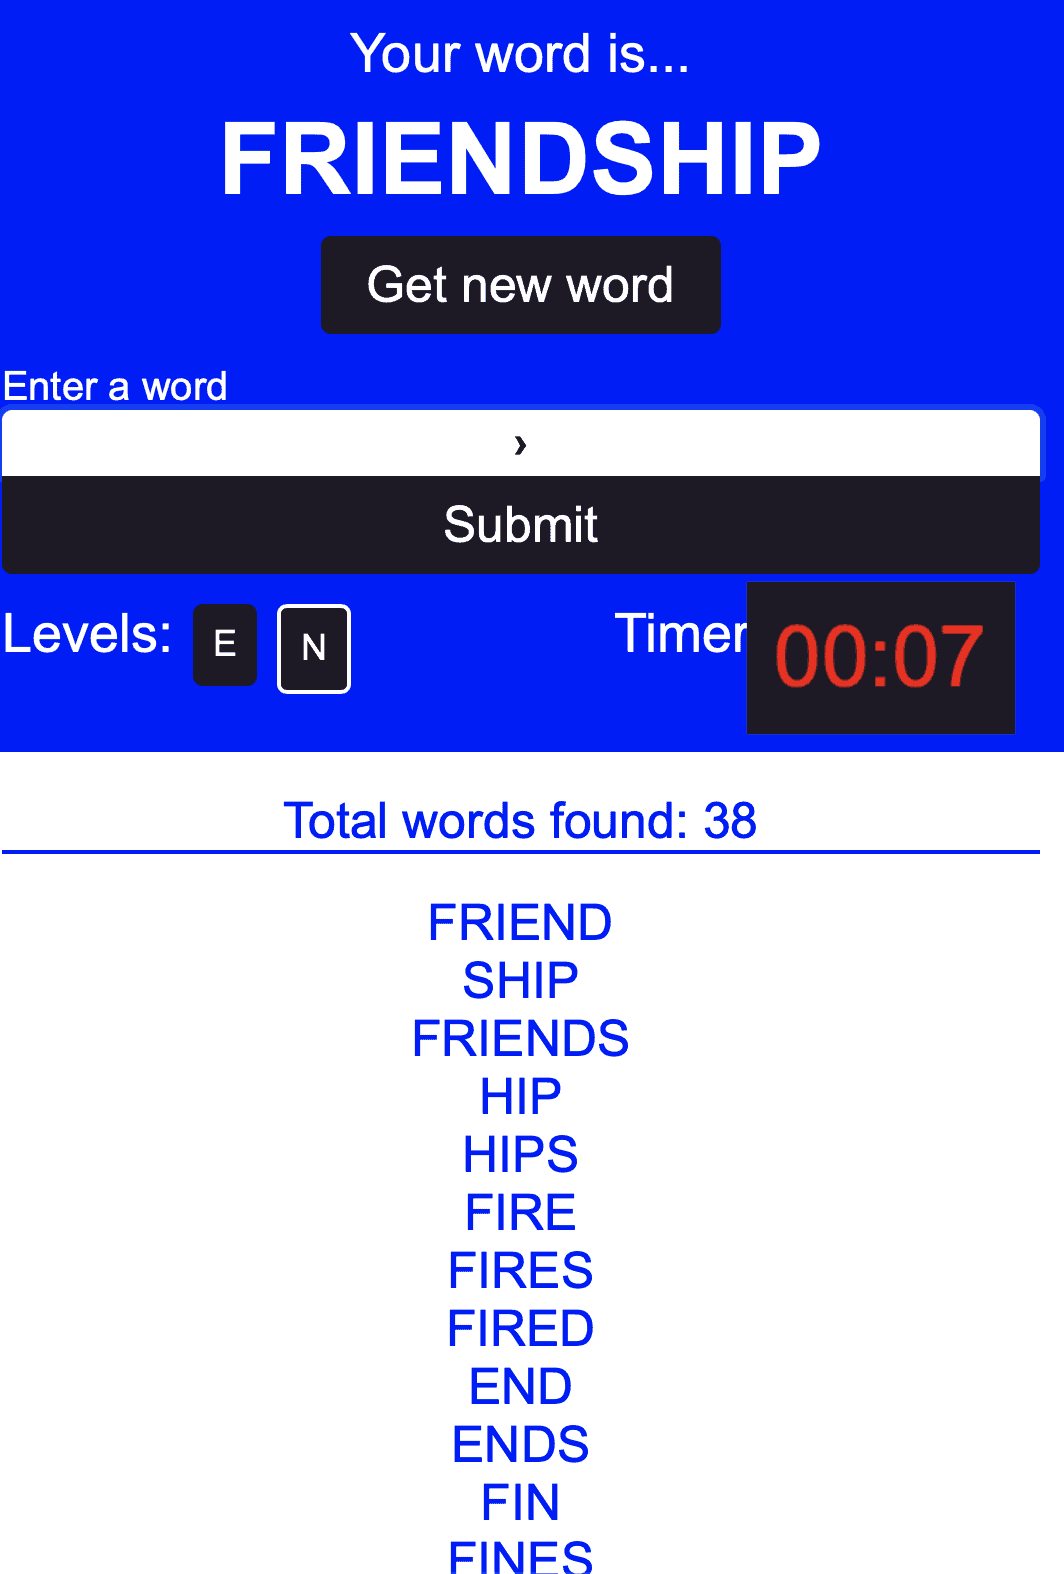 Your word is...
FRIENDSHIP
Get new word
Enter a word
›
Submit
Levels: E N Timer 00:07
Total words found: 38
FRIEND
SHIP
FRIENDS
HIP
HIPS
FIRE
FIRES
FIRED
END
ENDS
FIN
FINES